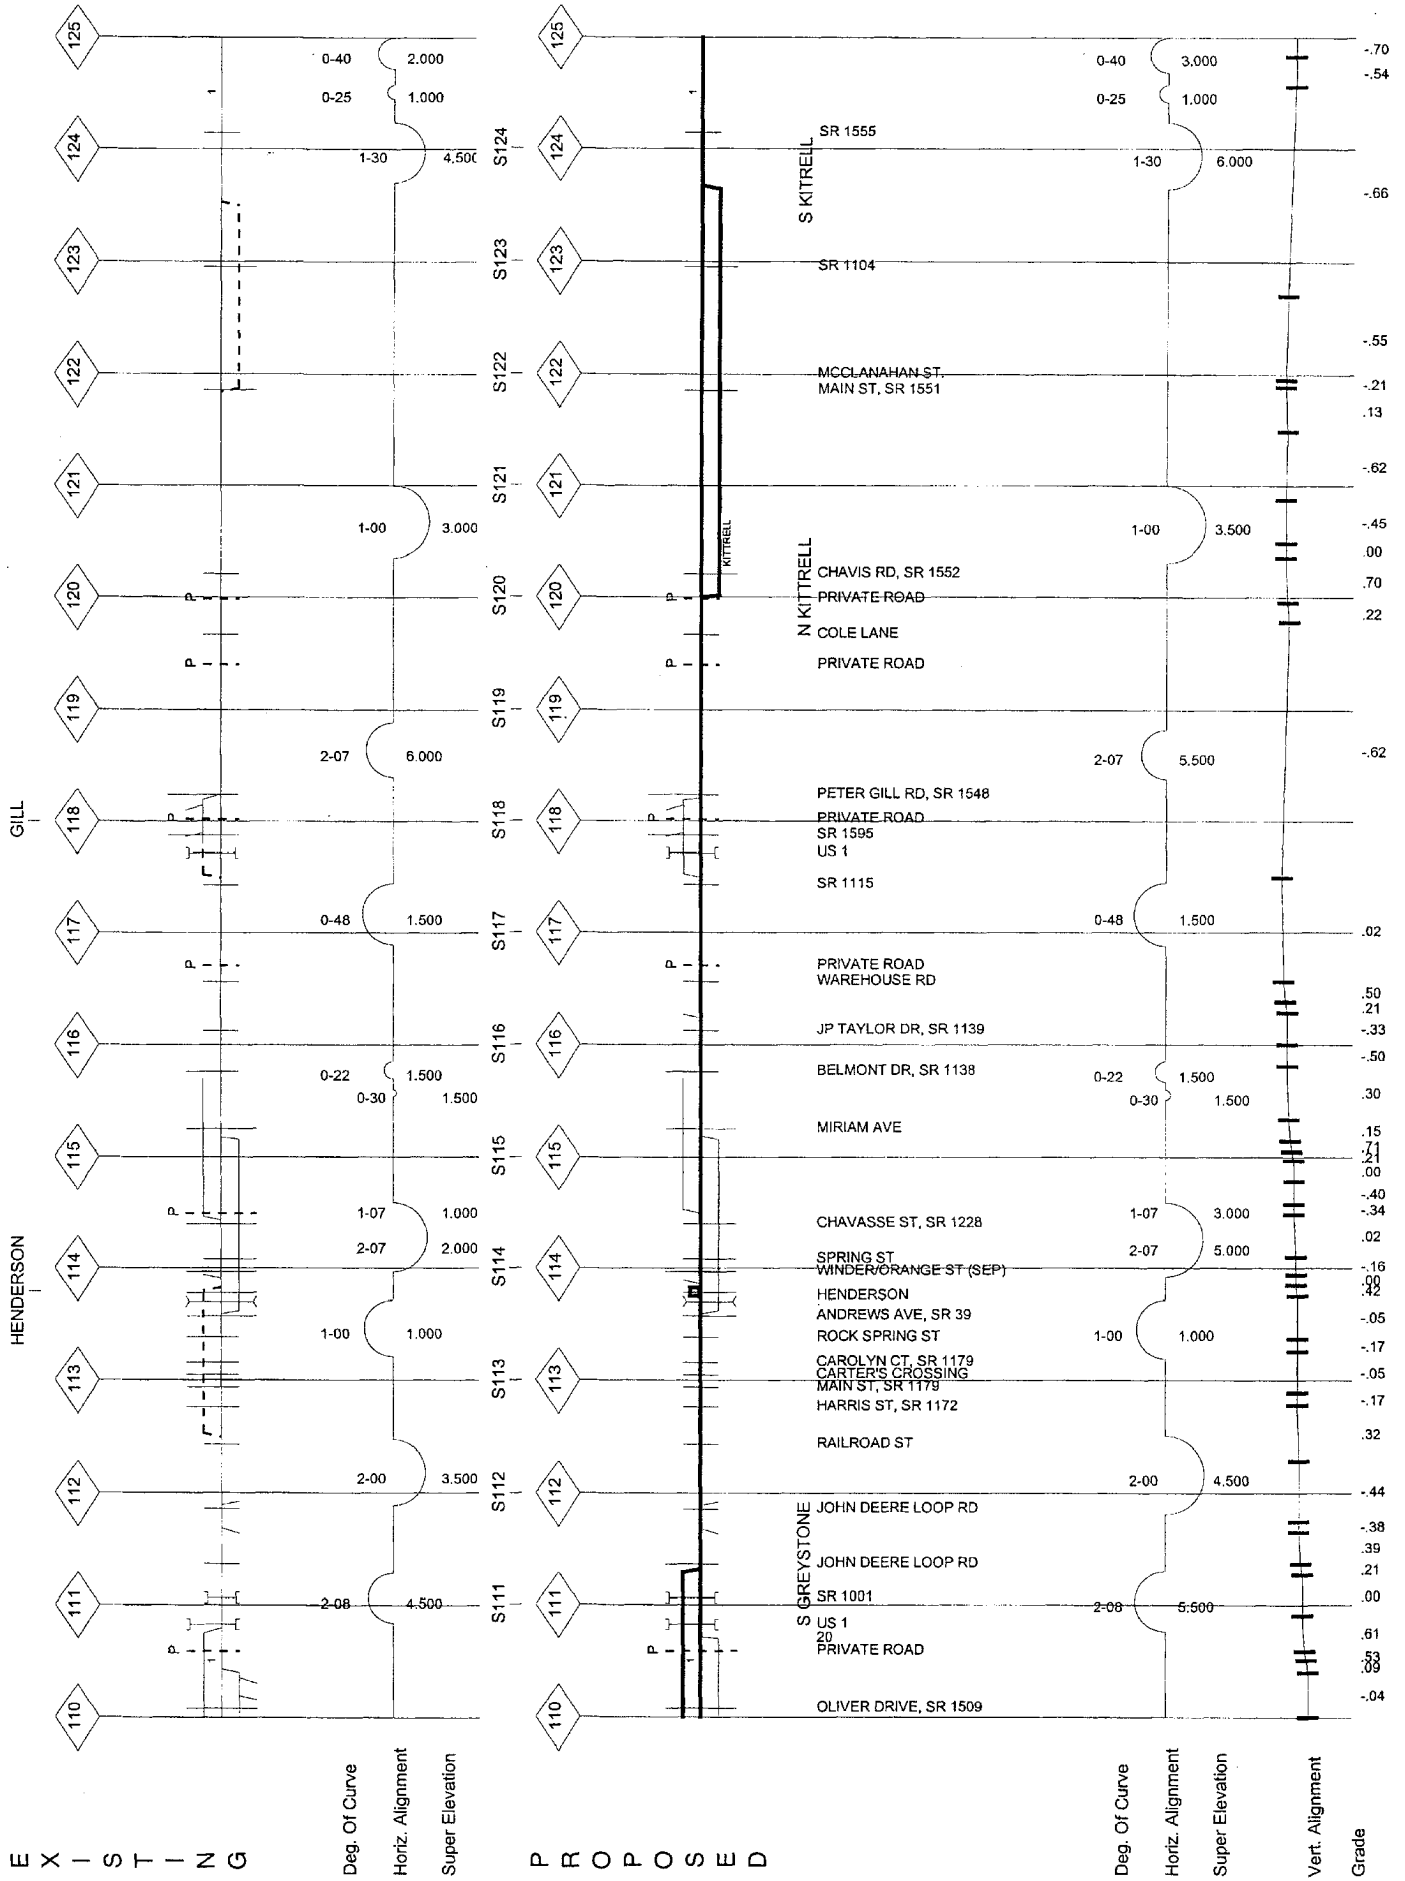 EXISTING
HENDERSON
GILL
110
111
112
113
114
115
116
117
118
119
120
121
122
123
124
125
P
1
P
P
P
P
P
1
Deg. Of Curve
2-08
2-00
1-00
2-07
1-07
0-30
0-22
0-48
2-07
1-00
1-30
0-25
0-40
Horiz. Alignment
Super Elevation
4.500
3.500
1.000
2.000
1.000
1.500
1.500
1.500
6.000
3.000
4.500
1.000
2.000
S111
S112
S113
S114
S115
S116
S117
S118
S119
S120
S121
S122
S123
S124
PROPOSED
110
111
112
113
114
115
116
117
118
119
120
121
122
123
124
125
P
1
P
P
P
P
1
KITTRELL
S GREYSTONE
N KITTRELL
S KITRELL
SR 1555
SR 1104
MCCLANAHAN ST.
MAIN ST, SR 1551
CHAVIS RD, SR 1552
PRIVATE ROAD
COLE LANE
PRIVATE ROAD
PETER GILL RD, SR 1548
PRIVATE ROAD
SR 1595
US 1
SR 1115
PRIVATE ROAD
WAREHOUSE RD
JP TAYLOR DR, SR 1139
BELMONT DR, SR 1138
MIRIAM AVE
CHAVASSE ST, SR 1228
SPRING ST
WINDER/ORANGE ST (SEP)
HENDERSON
ANDREWS AVE, SR 39
ROCK SPRING ST
CAROLYN CT, SR 1179
CARTER'S CROSSING
MAIN ST, SR 1179
HARRIS ST, SR 1172
RAILROAD ST
JOHN DEERE LOOP RD
JOHN DEERE LOOP RD
SR 1001
US 1
20
PRIVATE ROAD
OLIVER DRIVE, SR 1509
Deg. Of Curve
2-08
2-00
1-00
2-07
1-07
0-30
0-22
0-48
2-07
1-00
1-30
0-25
0-40
Horiz. Alignment
Super Elevation
5.500
4.500
1.000
5.000
3.000
1.500
1.500
1.500
5.500
3.500
6.000
1.000
3.000
Vert. Alignment
Grade
-.04
.09
.53
.61
.00
.21
.39
-.38
-.44
.32
-.17
-.05
-.17
-.05
.42
.00
.16
.02
-.34
-.40
.00
.21
.71
.15
.30
-.50
-.33
.21
.50
.02
-.62
.22
.70
.00
-.45
-.62
.13
-.21
-.55
-.66
-.54
-.70